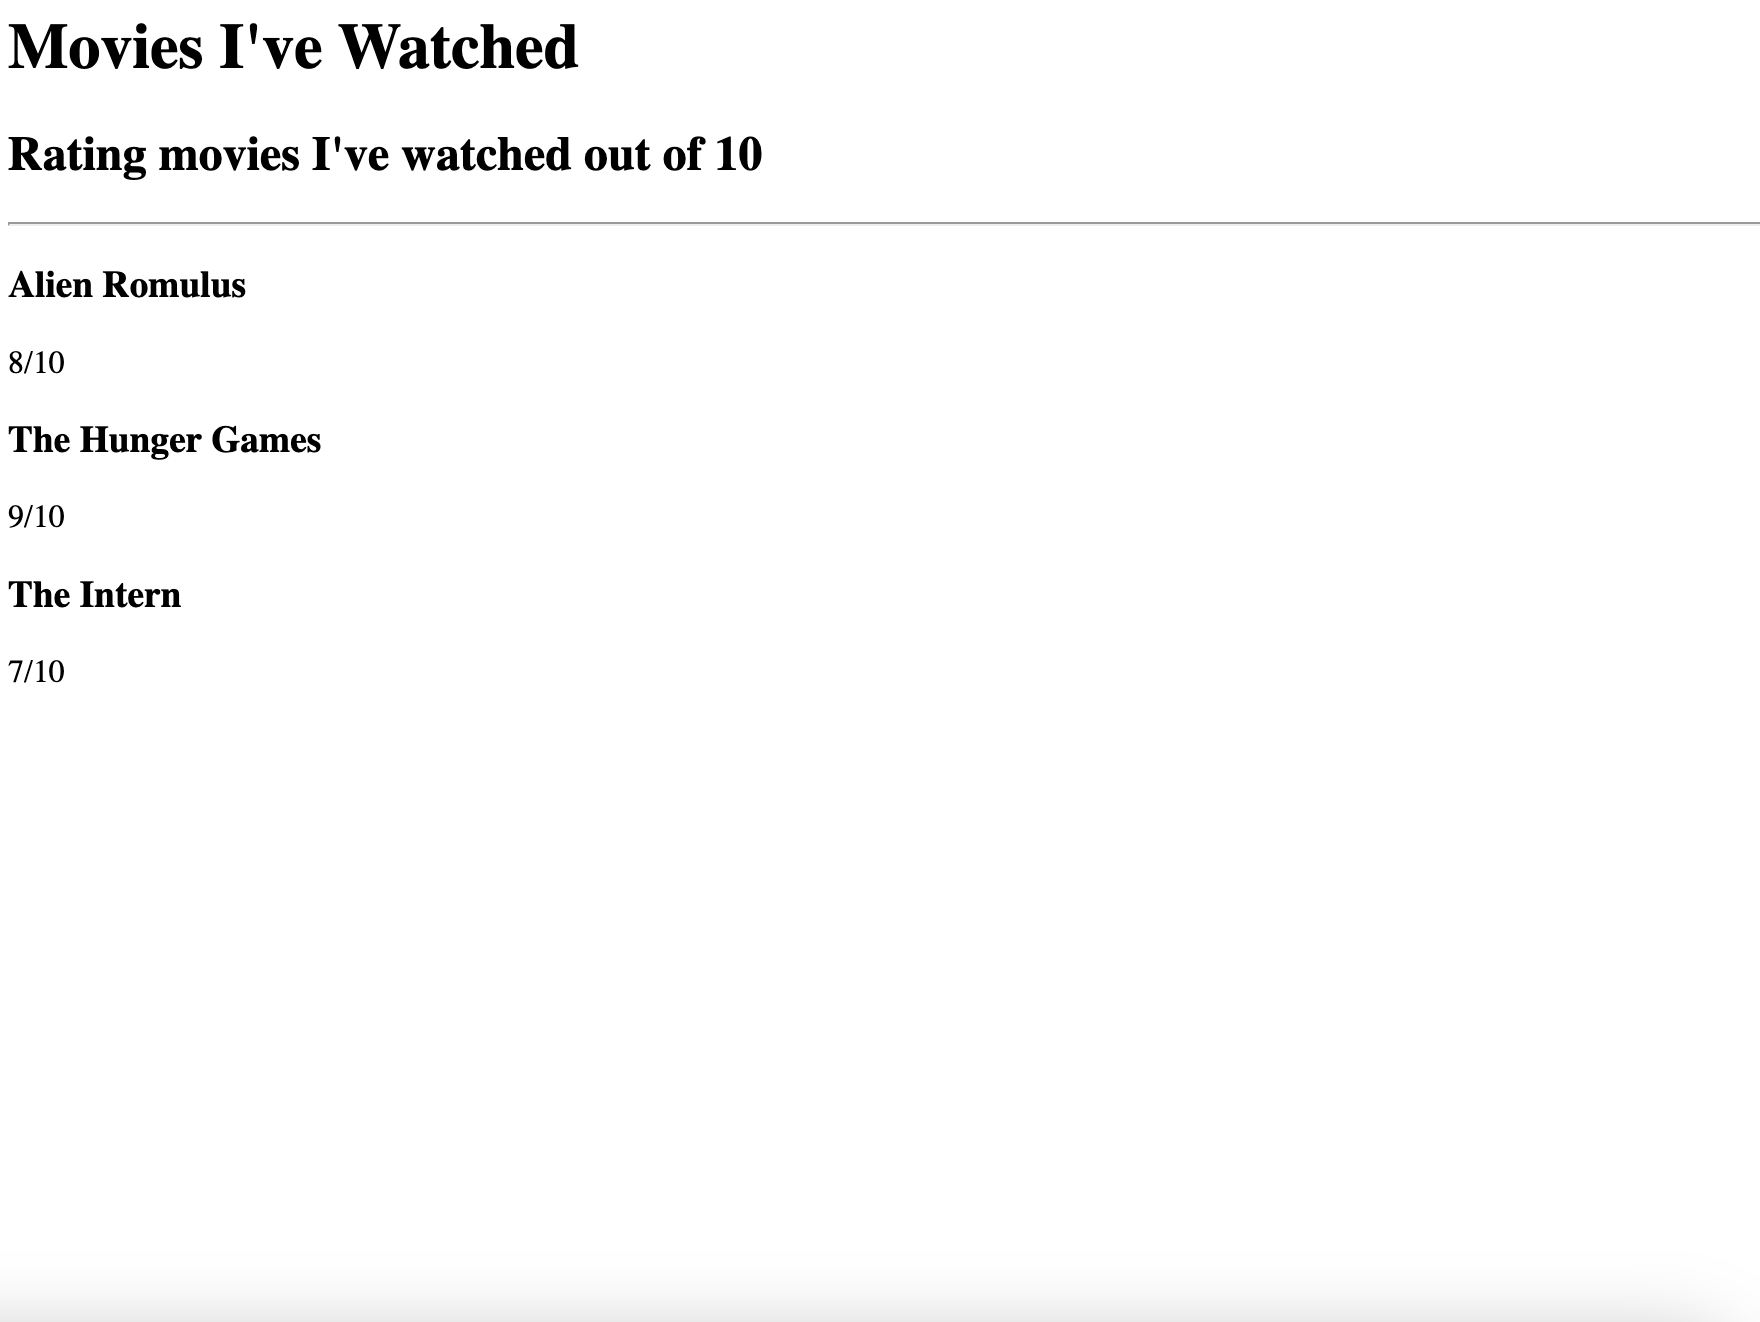 Movies I've Watched
Rating movies I've watched out of 10
Alien Romulus
8/10
The Hunger Games
9/10
The Intern
7/10